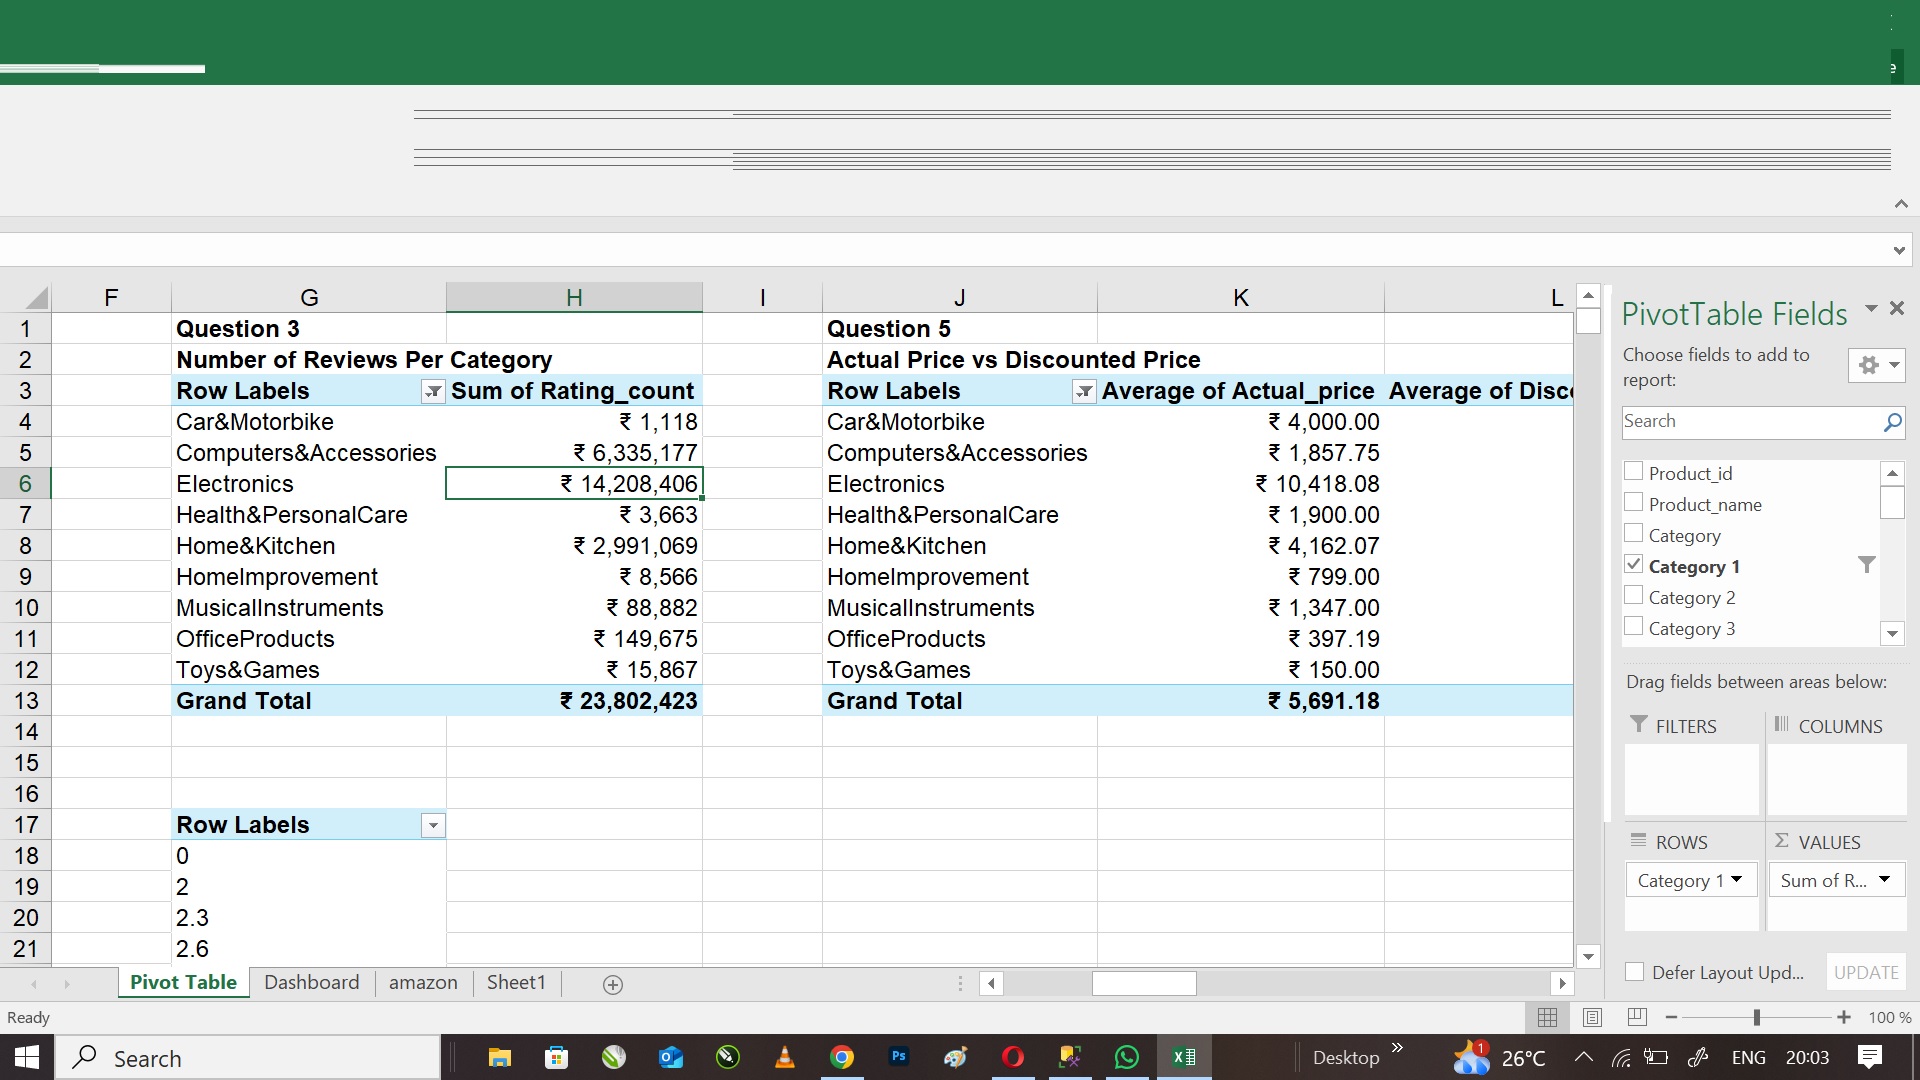 e
F G H I J K L
1 Question 3 Question 5
2 Number of Reviews Per Category Actual Price vs Discounted Price
3 Row Labels Sum of Rating_count Row Labels Average of Actual_price Average of Disc
4 Car&Motorbike ₹ 1,118 Car&Motorbike ₹ 4,000.00
5 Computers&Accessories ₹ 6,335,177 Computers&Accessories ₹ 1,857.75
6 Electronics ₹ 14,208,406 Electronics ₹ 10,418.08
7 Health&PersonalCare ₹ 3,663 Health&PersonalCare ₹ 1,900.00
8 Home&Kitchen ₹ 2,991,069 Home&Kitchen ₹ 4,162.07
9 HomeImprovement ₹ 8,566 HomeImprovement ₹ 799.00
10 MusicalInstruments ₹ 88,882 MusicalInstruments ₹ 1,347.00
11 OfficeProducts ₹ 149,675 OfficeProducts ₹ 397.19
12 Toys&Games ₹ 15,867 Toys&Games ₹ 150.00
13 Grand Total ₹ 23,802,423 Grand Total ₹ 5,691.18
14
15
16
17 Row Labels
18 0
19 2
20 2.3
21 2.6
PivotTable Fields
Choose fields to add to
report:
Search
Product_id
Product_name
Category
Category 1
Category 2
Category 3
Drag fields between areas below:
FILTERS COLUMNS
ROWS Σ VALUES
Category 1 Sum of R...
Defer Layout Upd... UPDATE
Pivot Table Dashboard amazon Sheet1
Ready 100 %
Search Ps Desktop 1 26°C ENG 20:03